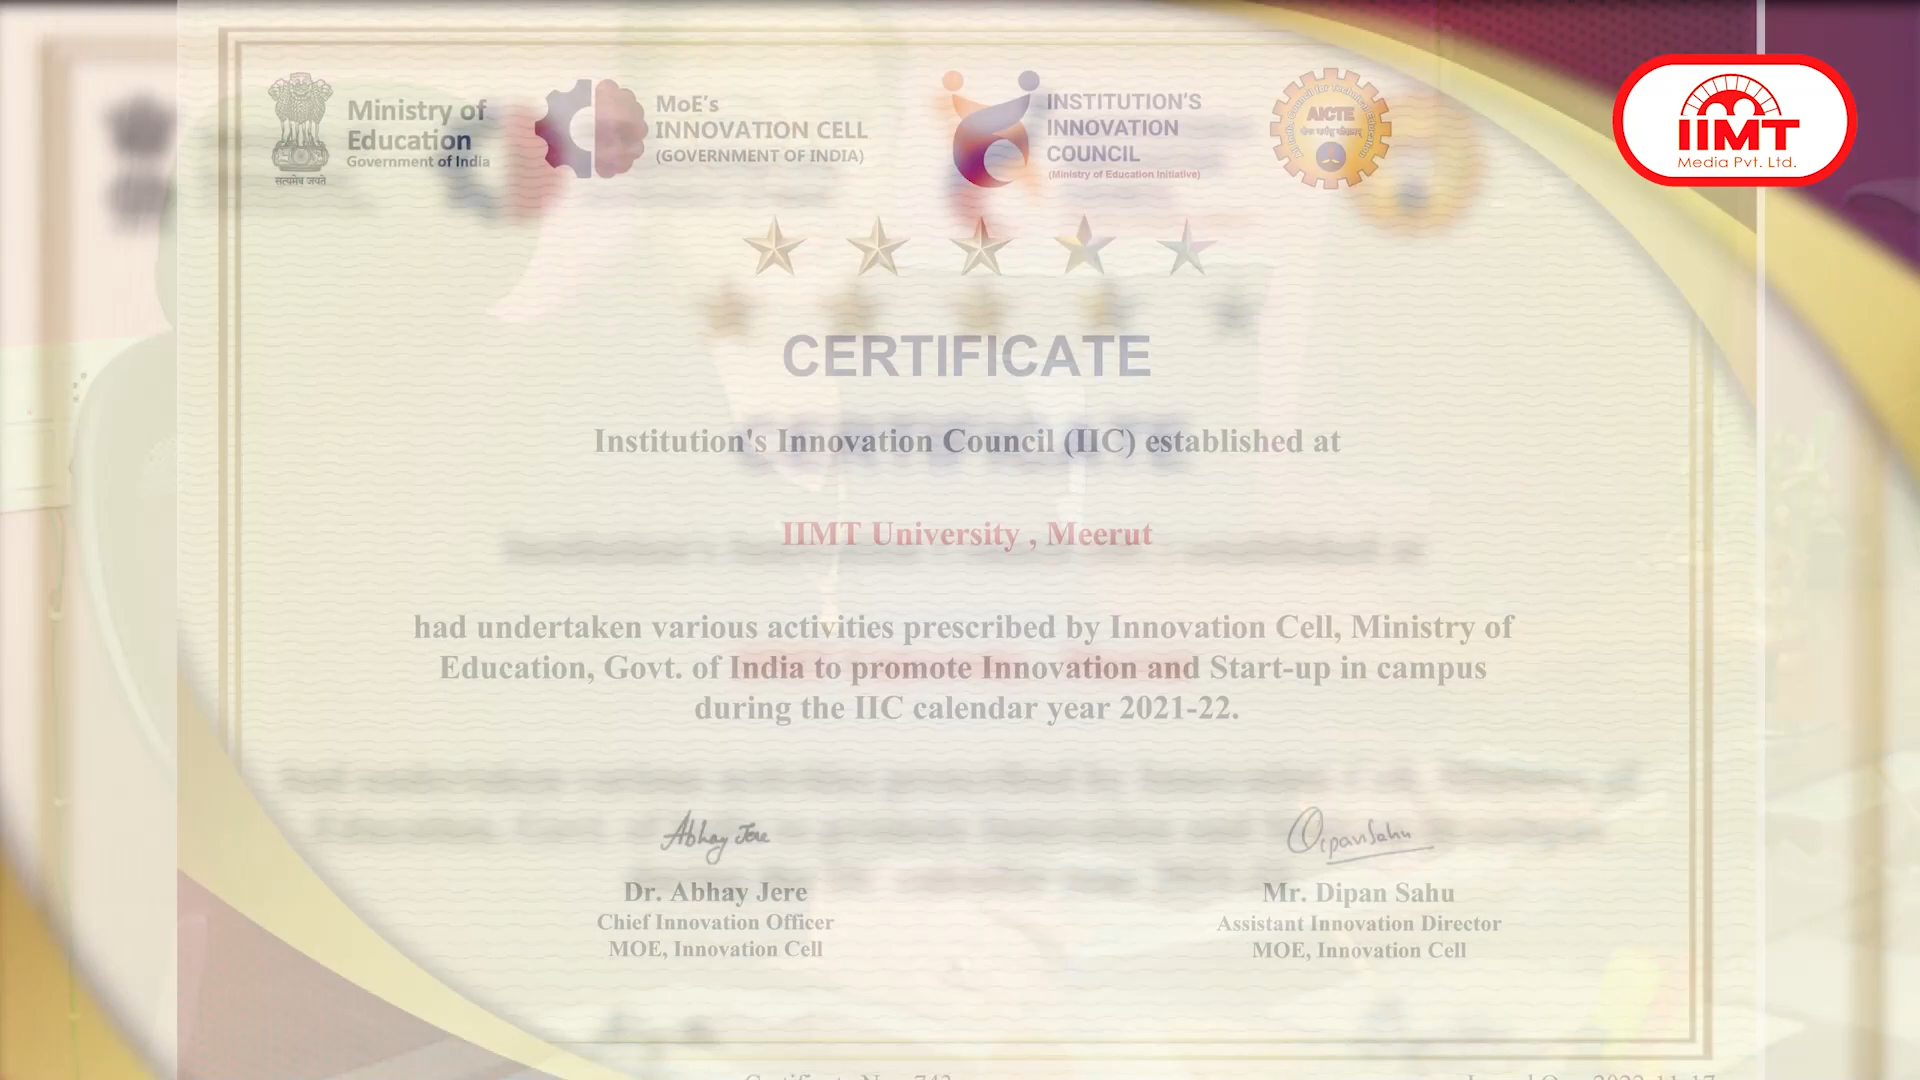 Ministry of
Education
Government of India
सत्यमेव जयते
MoE's
INNOVATION CELL
(GOVERNMENT OF INDIA)
INSTITUTION'S
INNOVATION
COUNCIL
(Ministry of Education Initiative)
AICTE
IIMT
Media Pvt. Ltd.
CERTIFICATE
Institution's Innovation Council (IIC) established at
IIMT University , Meerut
had undertaken various activities prescribed by Innovation Cell, Ministry of
Education, Govt. of India to promote Innovation and Start-up in campus
during the IIC calendar year 2021-22.
Abhay Jere
Dipan Sahu
Dr. Abhay Jere
Chief Innovation Officer
MOE, Innovation Cell
Mr. Dipan Sahu
Assistant Innovation Director
MOE, Innovation Cell